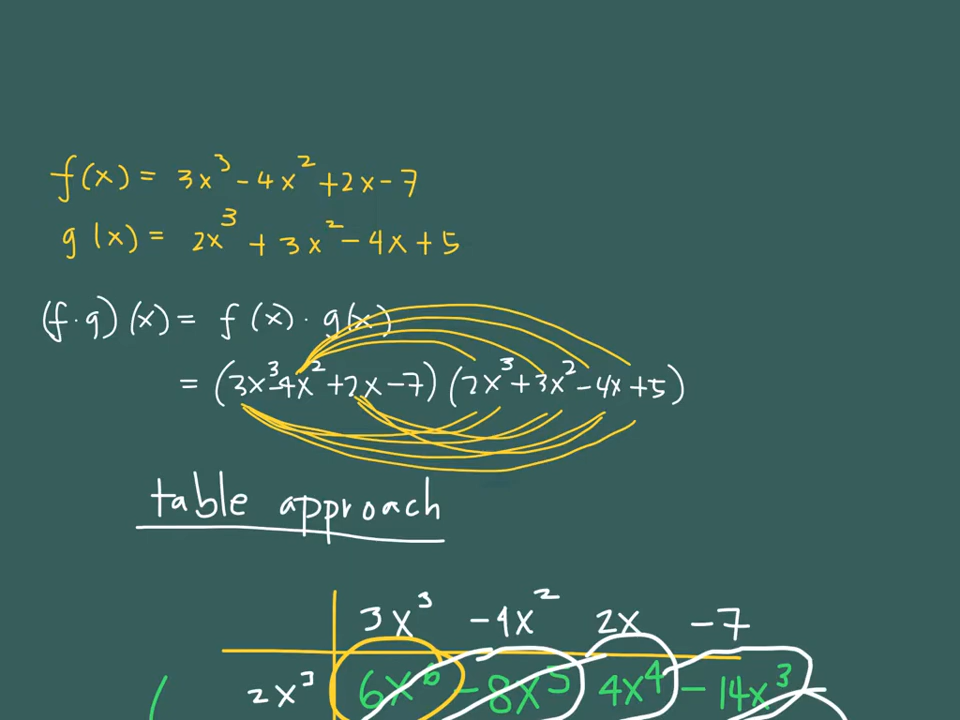 f(x) = 3x³ - 4x² + 2x - 7
g(x) = 2x³ + 3x² - 4x + 5
(f·g)(x) = f(x) · g(x)
= (3x³-4x²+2x-7)(2x³+3x²-4x+5)
table approach
3x³ -4x² 2x -7
2x³ 6x⁶ -8x⁵ 4x⁴ -14x³